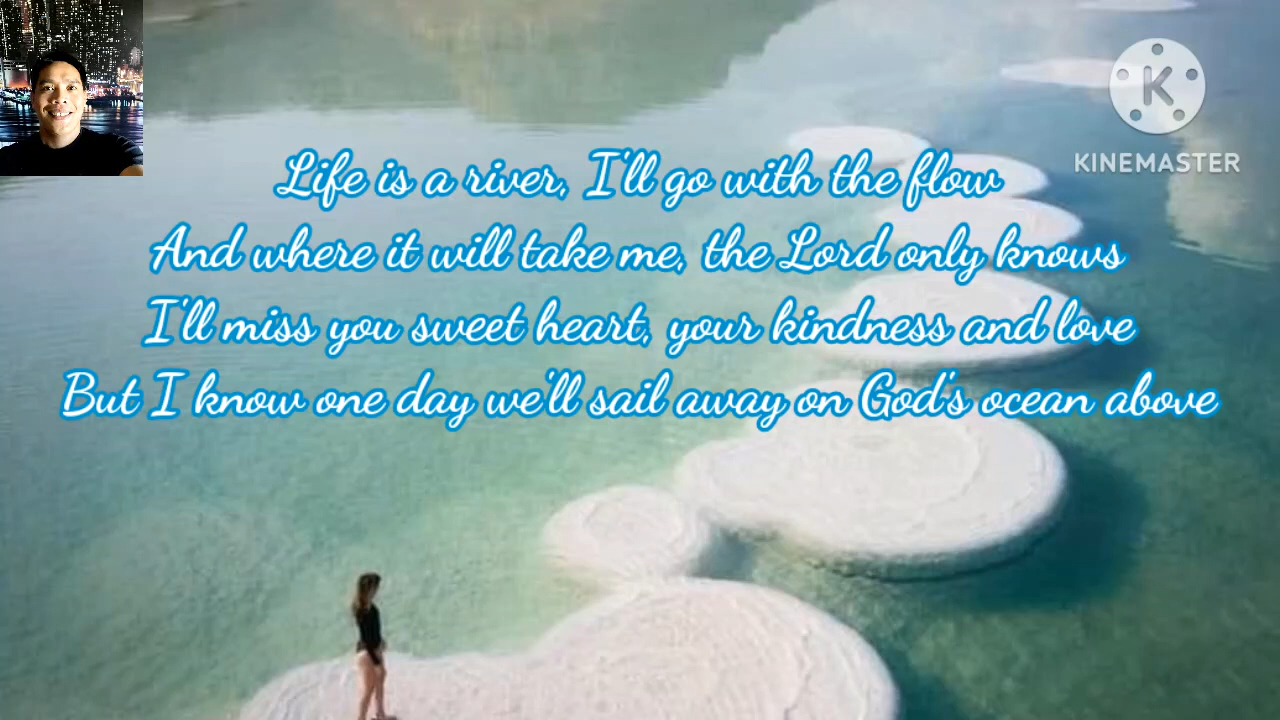 K
KINEMASTER
Life is a river, I'll go with the flow
And where it will take me, the Lord only knows
I'll miss you sweet heart, your kindness and love
But I know one day we'll sail away on God's ocean above